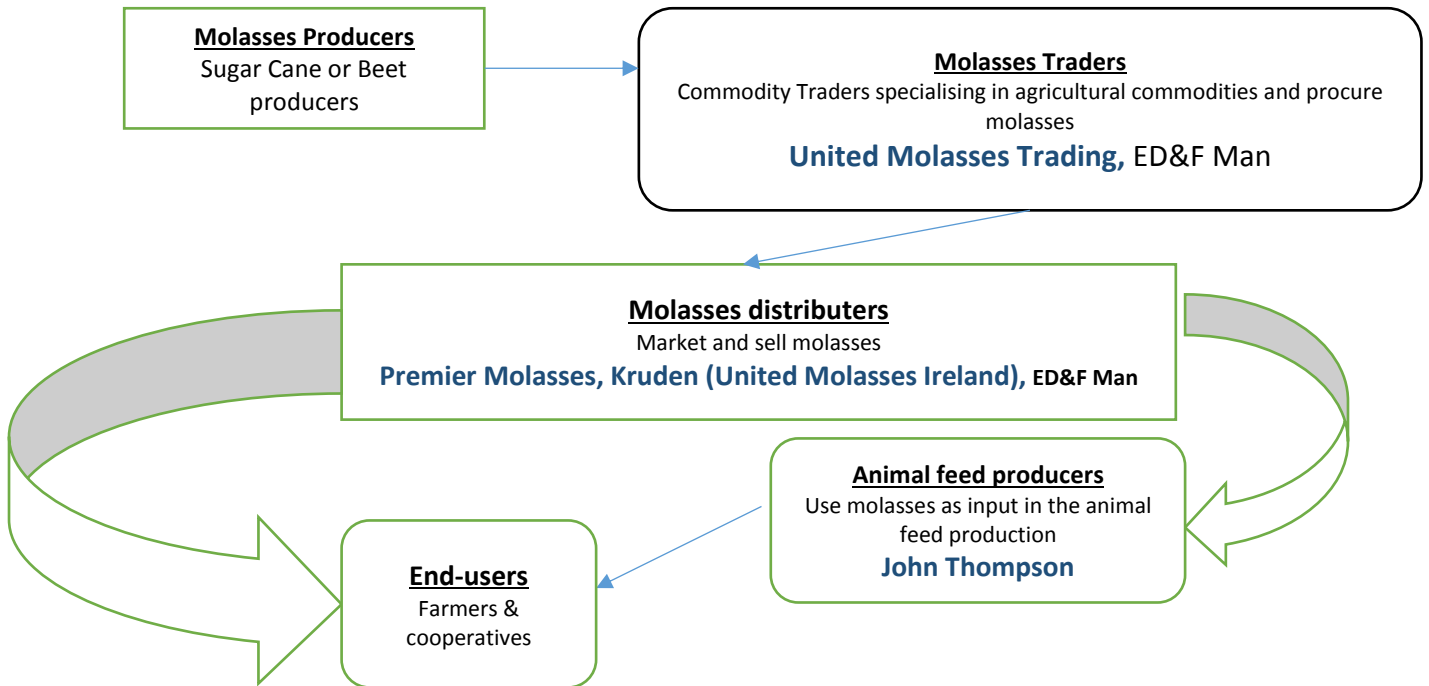 Molasses Producers
Sugar Cane or Beet
producers
Molasses Traders
Commodity Traders specialising in agricultural commodities and procure
molasses
United Molasses Trading, ED&F Man
Molasses distributers
Market and sell molasses
Premier Molasses, Kruden (United Molasses Ireland), ED&F Man
Animal feed producers
Use molasses as input in the animal
feed production
John Thompson
End-users
Farmers &
cooperatives